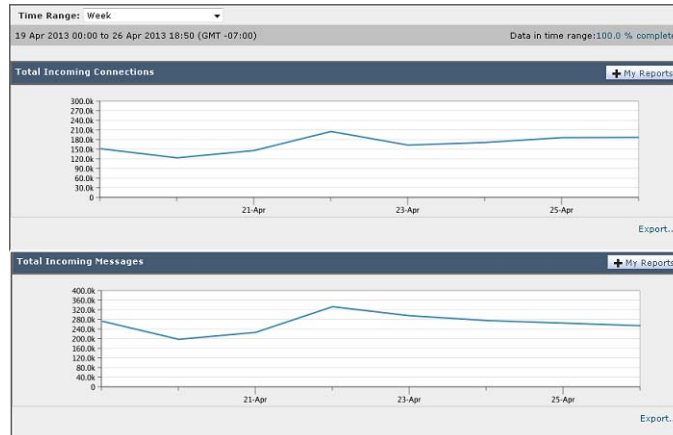 Time Range: Week
19 Apr 2013 00:00 to 26 Apr 2013 18:50 (GMT -07:00)
Data in time range:100.0 % complete
Total Incoming Connections
My Reports
300.0k
270.0k
240.0k
210.0k
180.0k
150.0k
120.0k
90.0k
60.0k
30.0k
0
21-Apr
23-Apr
25-Apr
Export..
Total Incoming Messages
My Reports
400.0k
360.0k
320.0k
280.0k
240.0k
200.0k
160.0k
120.0k
80.0k
40.0k
0
21-Apr
23-Apr
25-Apr
Export..